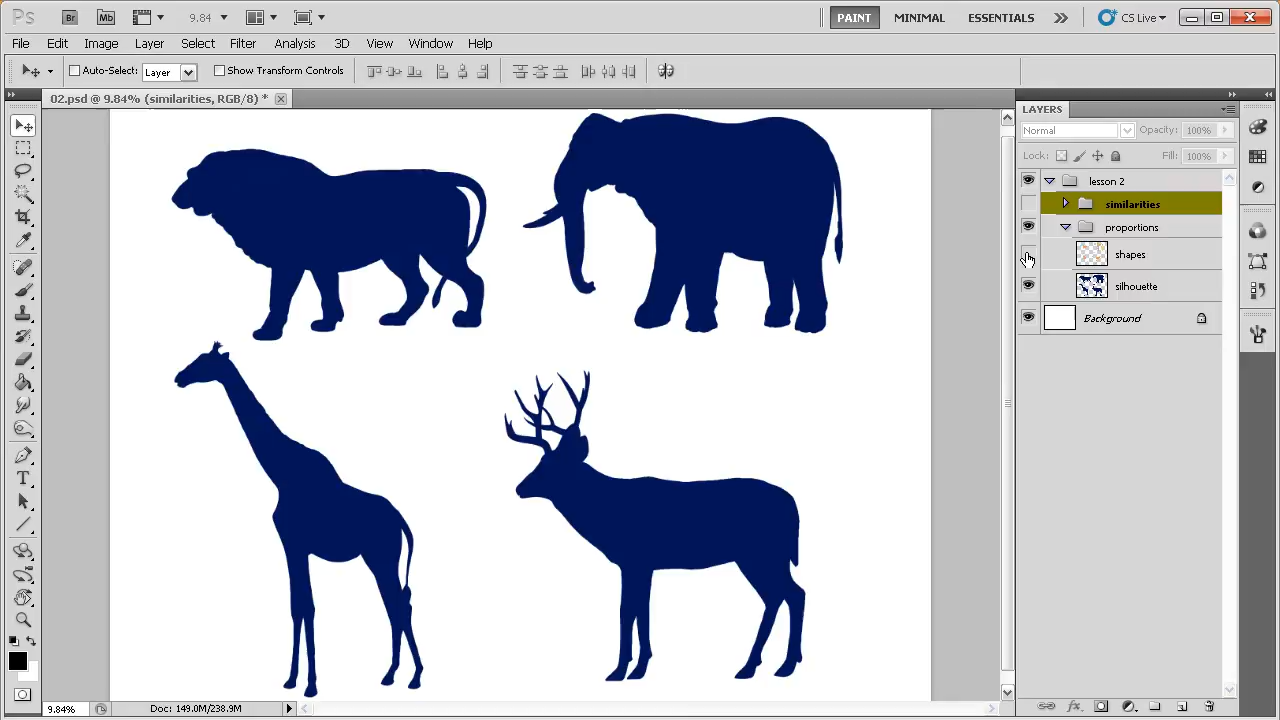 Ps Br Mb 9.84 PAINT MINIMAL ESSENTIALS CS Live
File Edit Image Layer Select Filter Analysis 3D View Window Help
Auto-Select: Layer Show Transform Controls
02.psd @ 9.84% (similarities, RGB/8) *
LAYERS
Normal Opacity: 100%
Lock: Fill: 100%
lesson 2
similarities
proportions
shapes
silhouette
Background
T
9.84% Doc: 149.0M/238.9M
fx